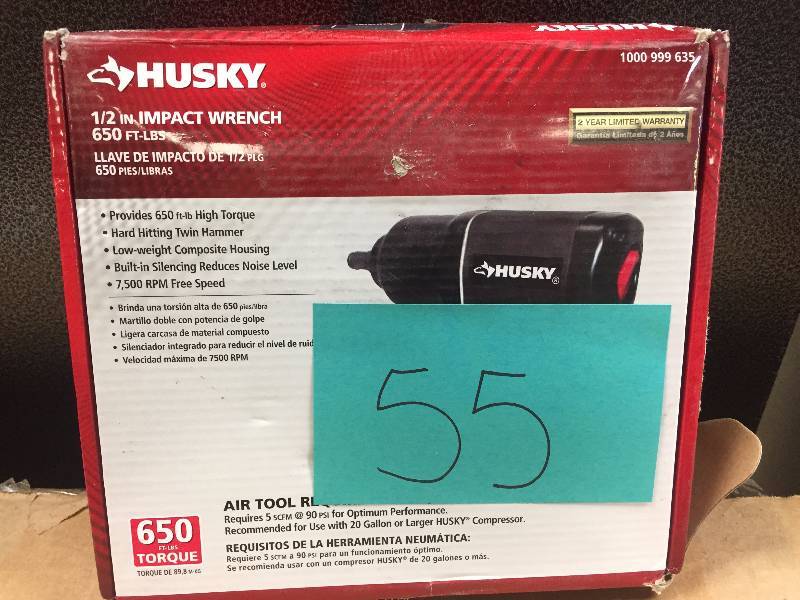 HUSKY
1000 999 635
HUSKY®
1/2 IN IMPACT WRENCH
650 FT-LBS
2 YEAR LIMITED WARRANTY
Garantía Limitada de 2 Años
LLAVE DE IMPACTO DE 1/2 PLG
650 PIES/LIBRAS
• Provides 650 ft-lb High Torque
• Hard Hitting Twin Hammer
• Low-weight Composite Housing
• Built-in Silencing Reduces Noise Level
• 7,500 RPM Free Speed
HUSKY®
• Brinda una torsión alta de 650 pies/libra
• Martillo doble con potencia de golpe
• Ligera carcasa de material compuesto
• Silenciador integrado para reducir el nivel de
• Velocidad máxima de 7500 RPM
55
AIR TOOL
Requires 5 SCFM @ 90 PSI for Optimum Performance.
Recommended for Use with 20 Gallon or Larger HUSKY® Compressor.
REQUISITOS DE LA HERRAMIENTA NEUMÁTICA:
Requiere 5 SCTM a 90 PSI para un funcionamiento óptimo.
Se recomienda usar con un compresor HUSKY® de 20 galones o más.
650
FT-LBS
TORQUE
TORQUE DE 89,8 M-KG